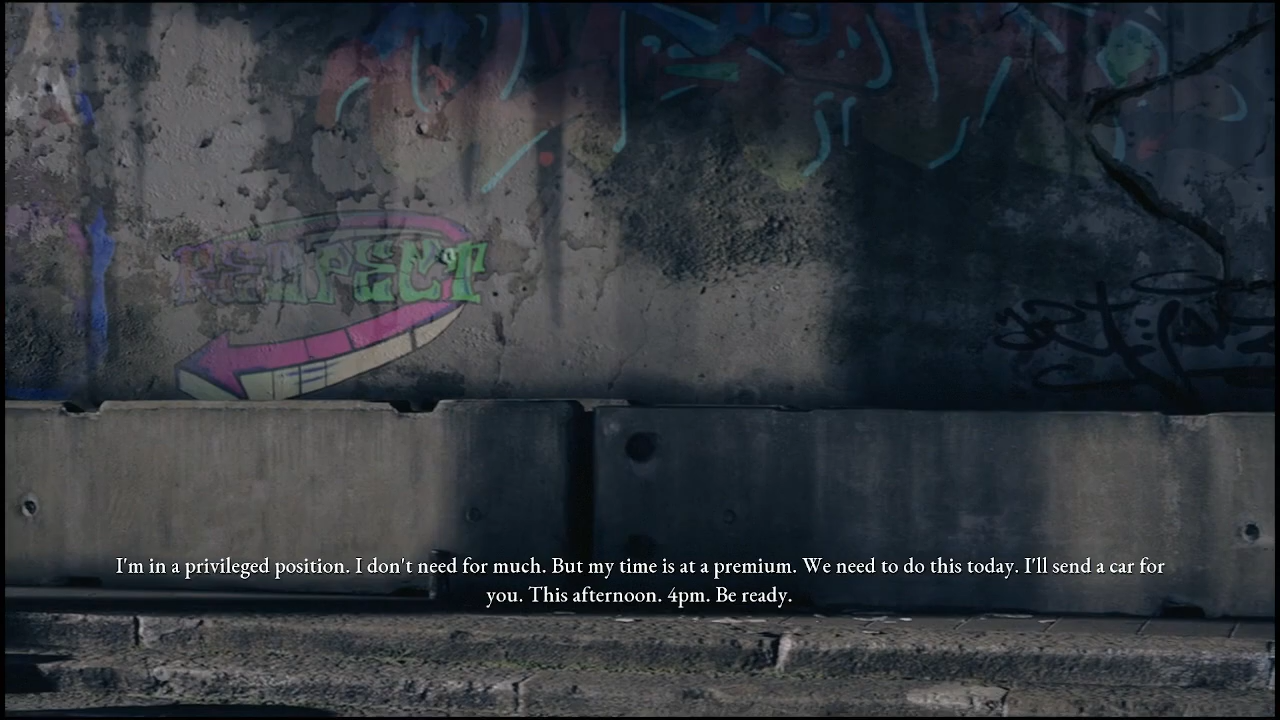 RESPECT
I'm in a privileged position. I don't need for much. But my time is at a premium. We need to do this today. I'll send a car for
you. This afternoon. 4pm. Be ready.